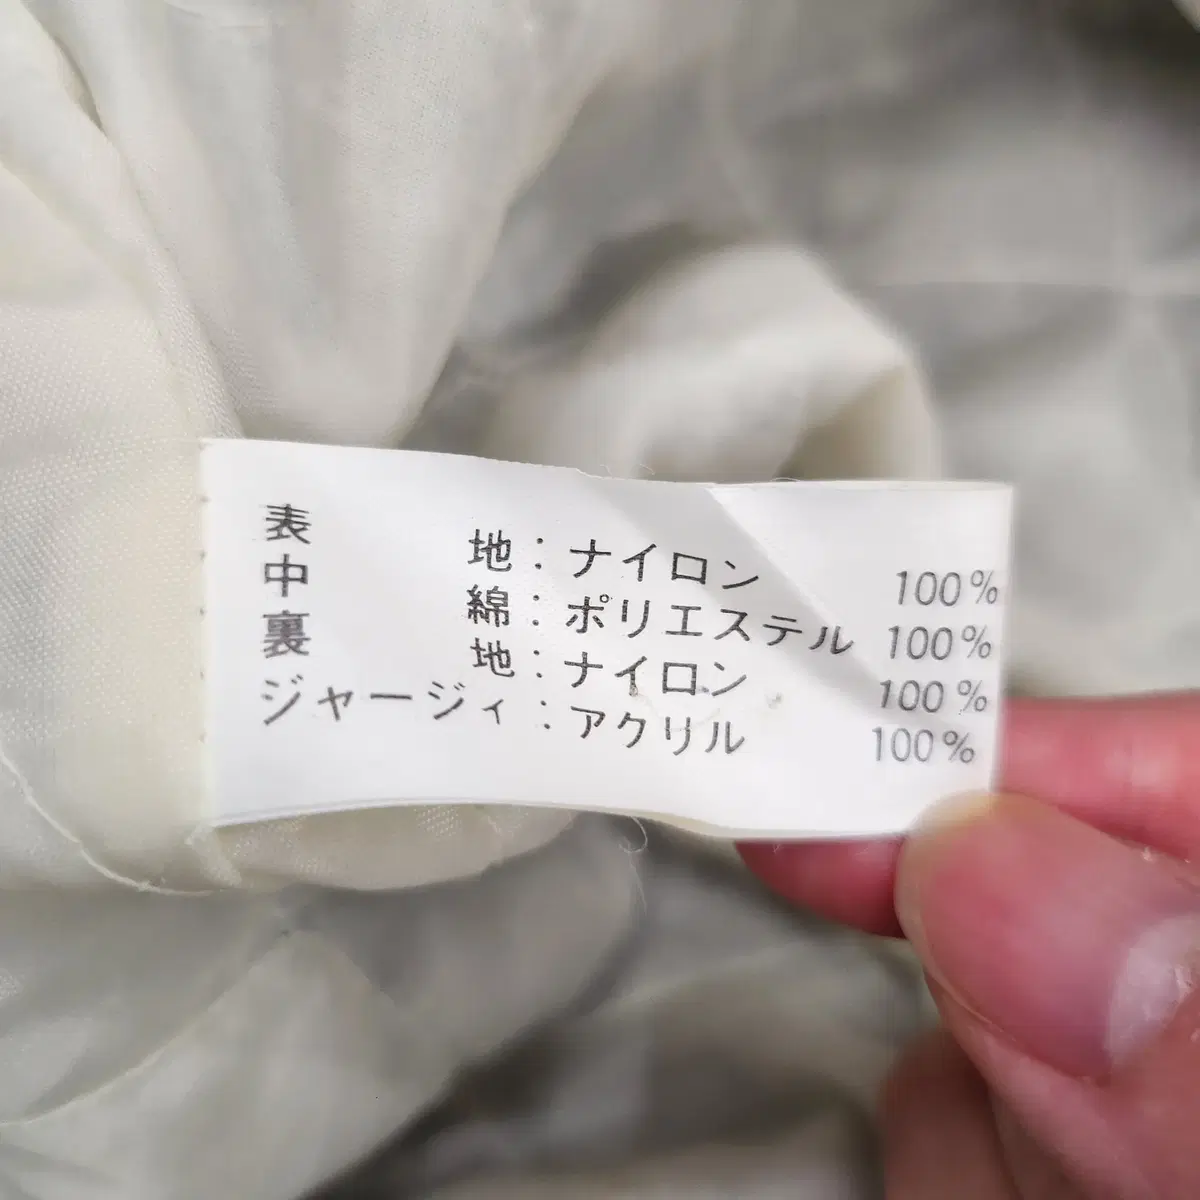 表地：ナイロン 100%
中綿：ポリエステル 100%
裏地：ナイロン 100%
ジャージィ：アクリル 100%